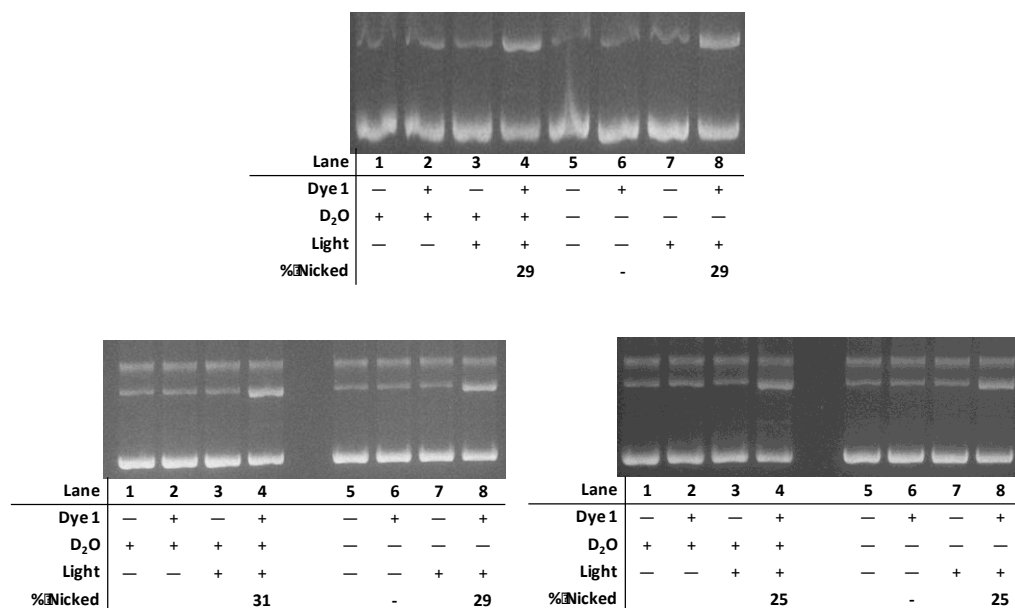 Lane 1 2 3 4 5 6 7 8
Dye 1 — + — + — + — +
D₂O + + + + — — — —
Light — — + + — — + +
% Nicked 29 - 29
Lane 1 2 3 4 5 6 7 8
Dye 1 — + — + — + — +
D₂O + + + + — — — —
Light — — + + — — + +
% Nicked 31 - 29
Lane 1 2 3 4 5 6 7 8
Dye 1 — + — + — + — +
D₂O + + + + — — — —
Light — — + + — — + +
% Nicked 25 - 25